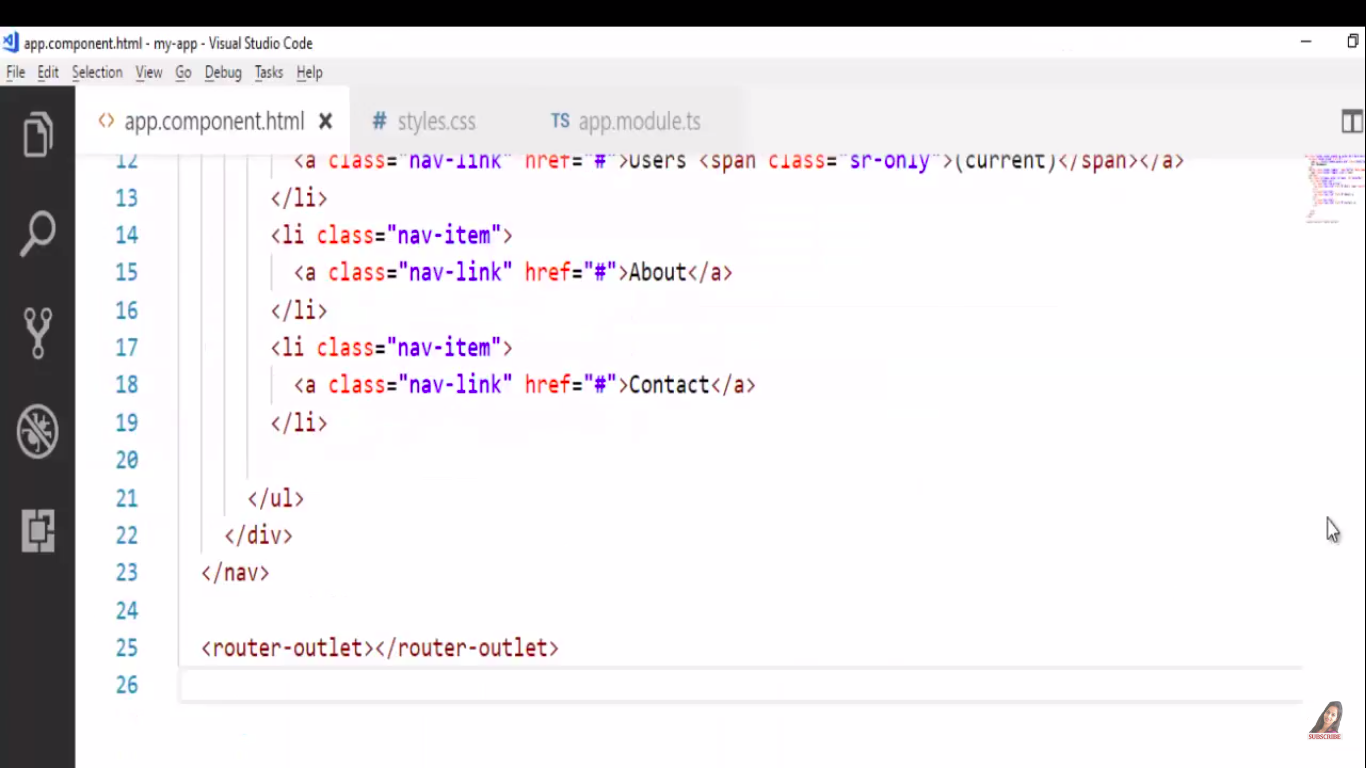 app.component.html - my-app - Visual Studio Code
File Edit Selection View Go Debug Tasks Help
<> app.component.html × # styles.css TS app.module.ts
12 <a class="nav-link" href="#">Users <span class="sr-only">(current)</span></a>
13 </li>
14 <li class="nav-item">
15 <a class="nav-link" href="#">About</a>
16 </li>
17 <li class="nav-item">
18 <a class="nav-link" href="#">Contact</a>
19 </li>
20
21 </ul>
22 </div>
23 </nav>
24
25 <router-outlet></router-outlet>
26
SUBSCRIBE